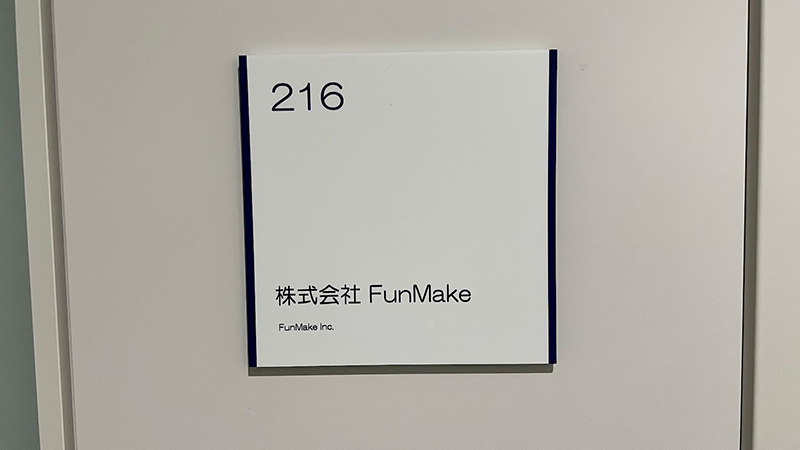 216
株式会社 FunMake
FunMake Inc.